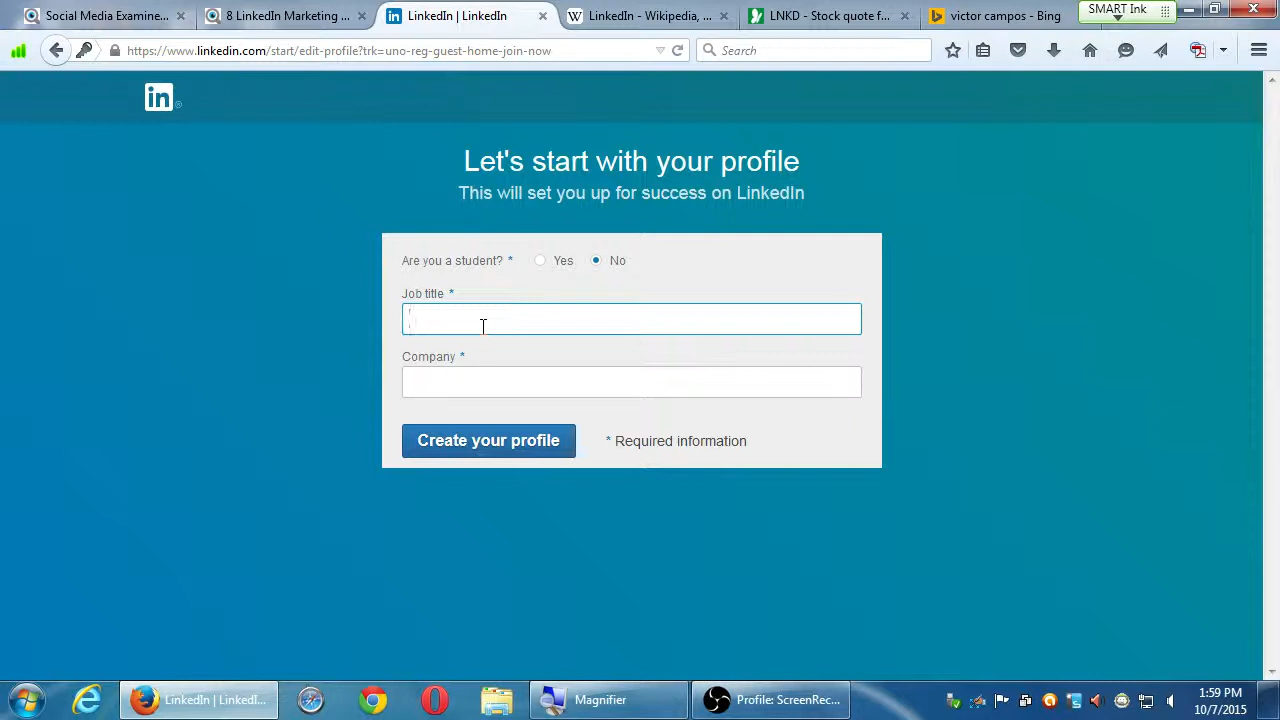 Social Media and Emine...
8 LinkedIn Marketing ...
LinkedIn | LinkedIn
LinkedIn - Wikipedia, ...
LNKD - Stock quote f...
victor campos - Bing
SMART Ink
https://www.linkedin.com/start/edit-profile?trk=uno-reg-guest-home-join-now
Search
in
Let's start with your profile
This will set you up for success on LinkedIn
Are you a student? * Yes No
Job title *
Company *
Create your profile
* Required information
LinkedIn | LinkedI...
Magnifier
Profile: ScreenRec...
1:59 PM
10/7/2015